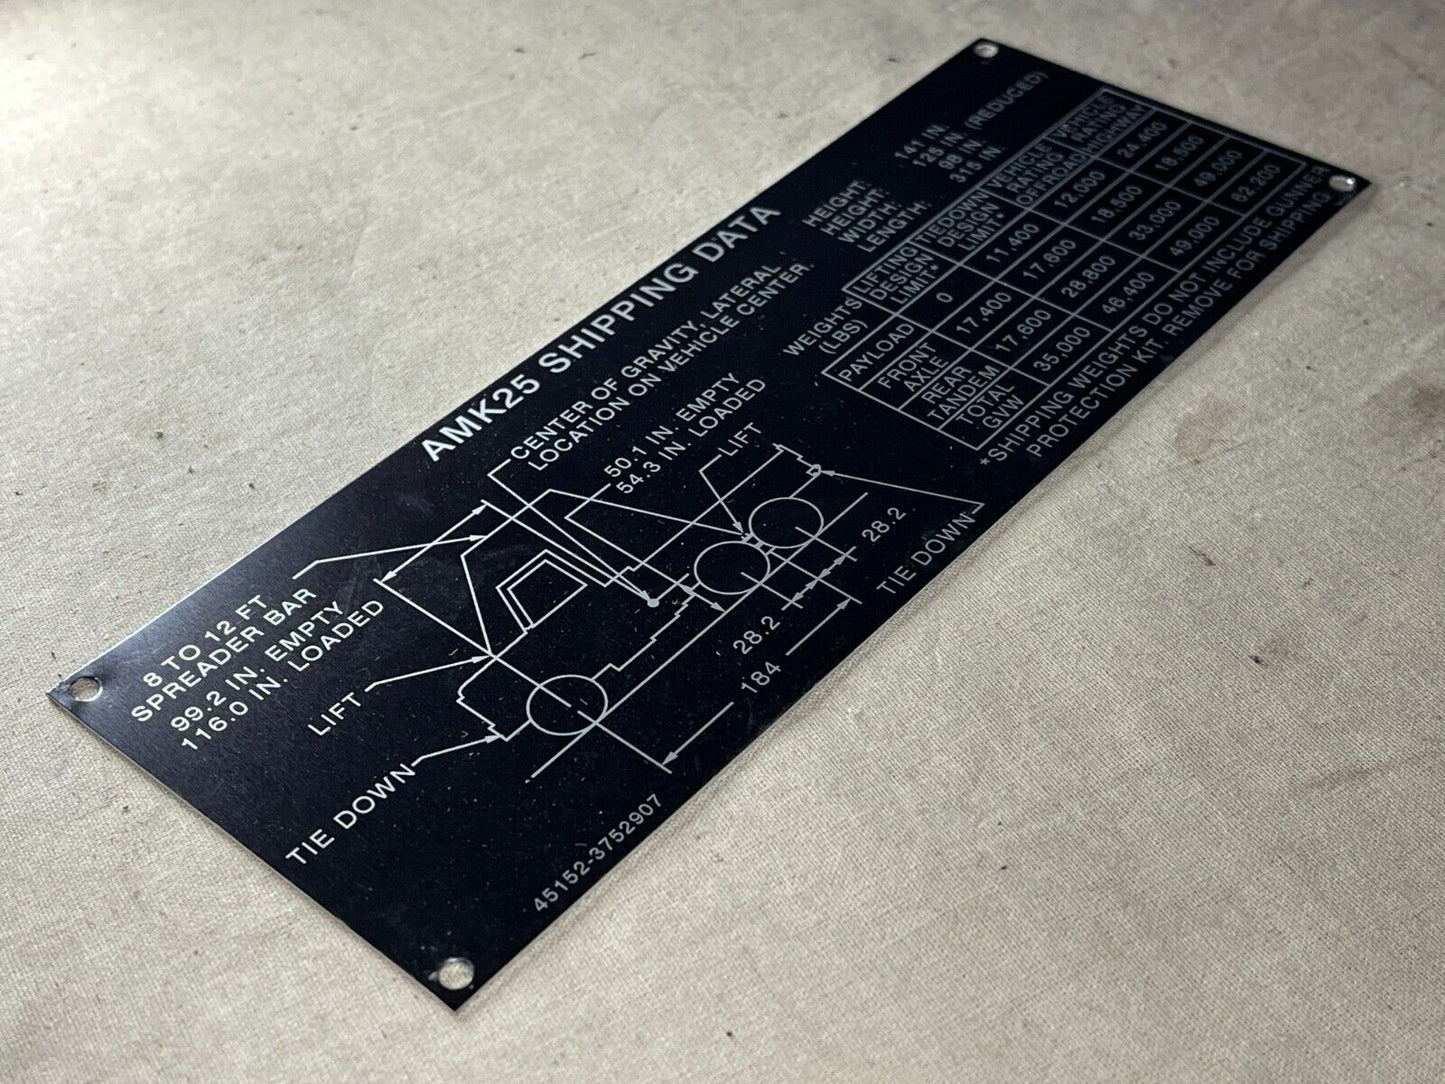 AMK25 SHIPPING DATA
CENTER OF GRAVITY, LATERAL
LOCATION ON VEHICLE CENTER.
50.1 IN. EMPTY
54.3 IN. LOADED
LIFT
8 TO 12 FT
SPREADER BAR
99.2 IN. EMPTY
116.0 IN. LOADED
LIFT
TIE DOWN
28.2
28.2
184
TIE DOWN
45152-3752907
HEIGHT: 141 IN.
HEIGHT: 125 IN. (REDUCED)
WIDTH: 98 IN.
LENGTH: 315 IN
WEIGHTS
(LBS)
LIFTING
DESIGN
LIMIT*
TIEDOWN
DESIGN
LIMIT*
VEHICLE
RATING
OFFROAD
VEHICLE
RATING
HIGHWAY
PAYLOAD 0 11,400 12,000 24,400
FRONT
AXLE
17,400 17,600 18,500 18,500
REAR
TANDEM
17,600 28,800 33,000 49,000
TOTAL
GVW
35,000 46,400 49,000 62,200
*SHIPPING WEIGHTS DO NOT INCLUDE GUNNER
PROTECTION KIT, REMOVE FOR SHIPPING.